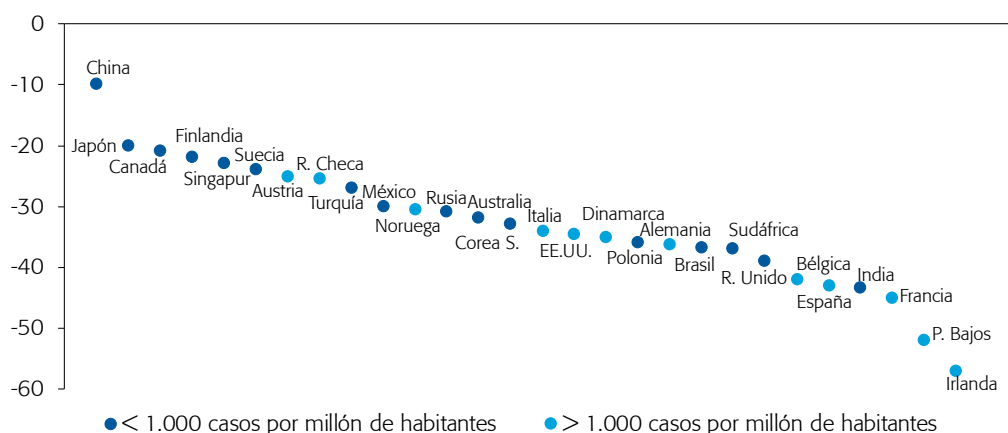 0
-10
-20
-30
-40
-50
-60
China
Japón
Canadá
Finlandia
Singapur
Suecia
Austria
R. Checa
Turquía
México
Noruega
Rusia
Corea S.
Australia
Italia
EE.UU.
Dinamarca
Polonia
Alemania
Brasil
Sudáfrica
R. Unido
Bélgica
España
India
Francia
P. Bajos
Irlanda
< 1.000 casos por millón de habitantes
> 1.000 casos por millón de habitantes